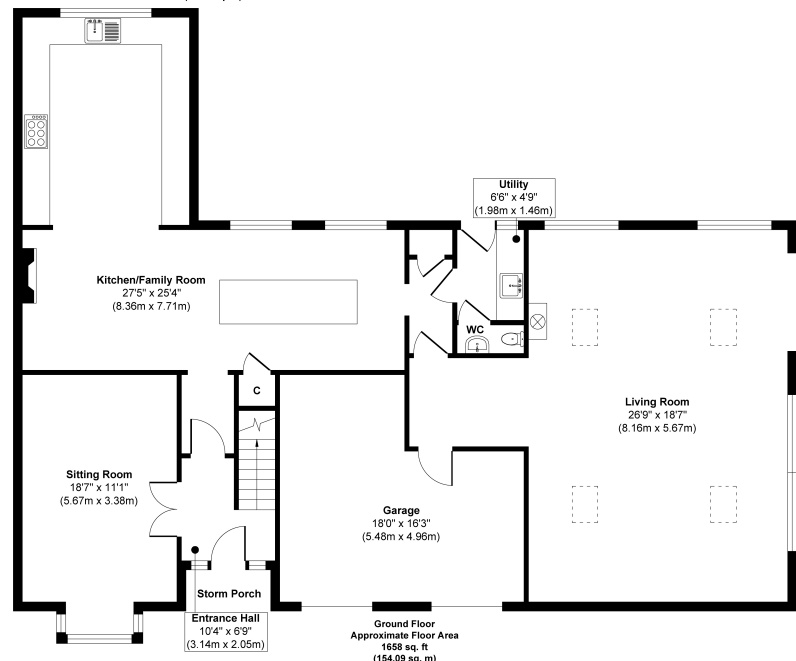 Utility
6'6" x 4'9"
(1.98m x 1.46m)
Kitchen/Family Room
27'5" x 25'4"
(8.36m x 7.71m)
WC
C
Living Room
26'9" x 18'7"
(8.16m x 5.67m)
Sitting Room
18'7" x 11'1"
(5.67m x 3.38m)
Garage
18'0" x 16'3"
(5.48m x 4.96m)
Storm Porch
Entrance Hall
10'4" x 6'9"
(3.14m x 2.05m)
Ground Floor
Approximate Floor Area
1658 sq. ft
(154.09 sq. m)